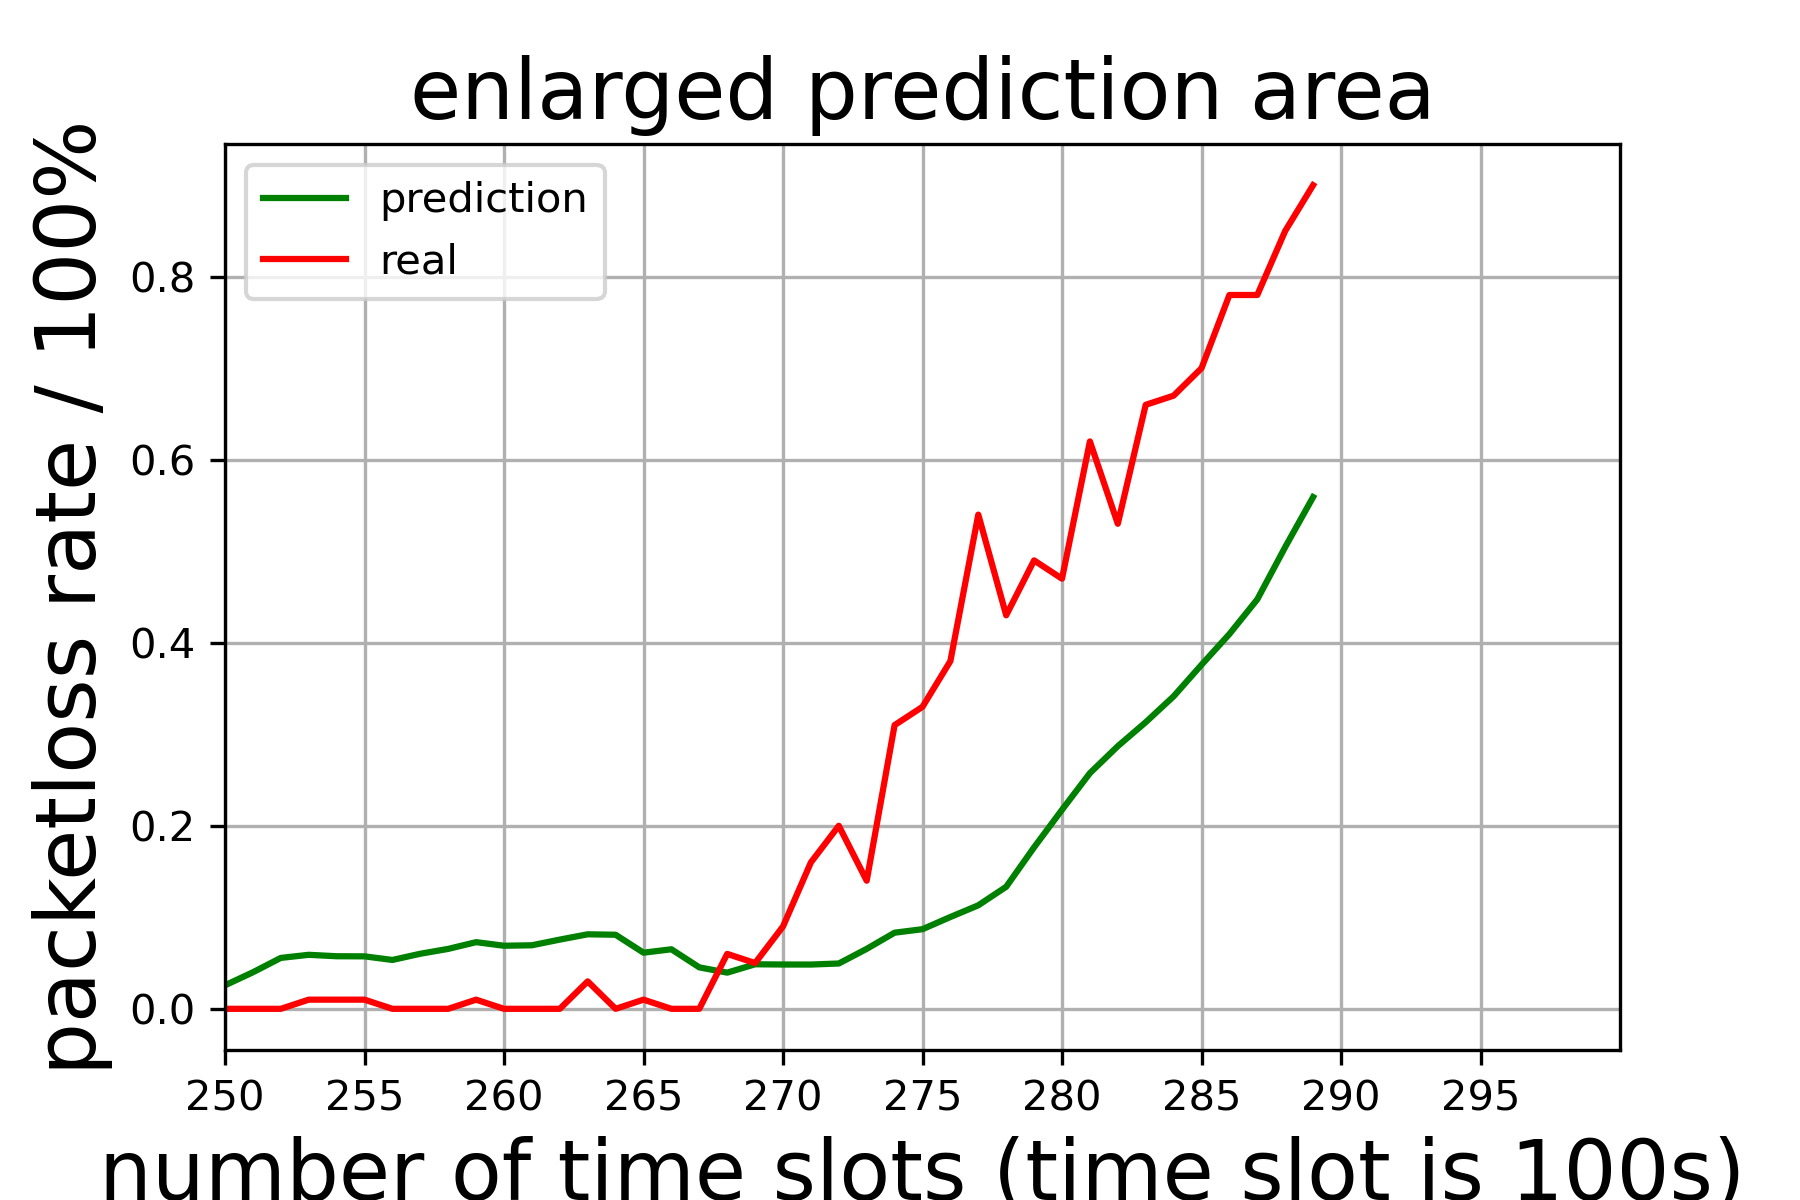 enlarged prediction area
prediction
real
packetloss rate / 100%
0.8
0.6
0.4
0.2
0.0
250 255 260 265 270 275 280 285 290 295
number of time slots (time slot is 100s)